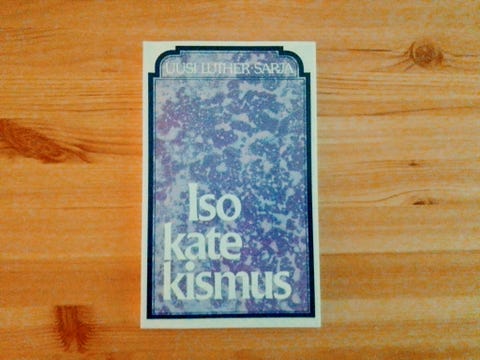 UUSI LUTHER-SARJA
Iso
kate
kismus